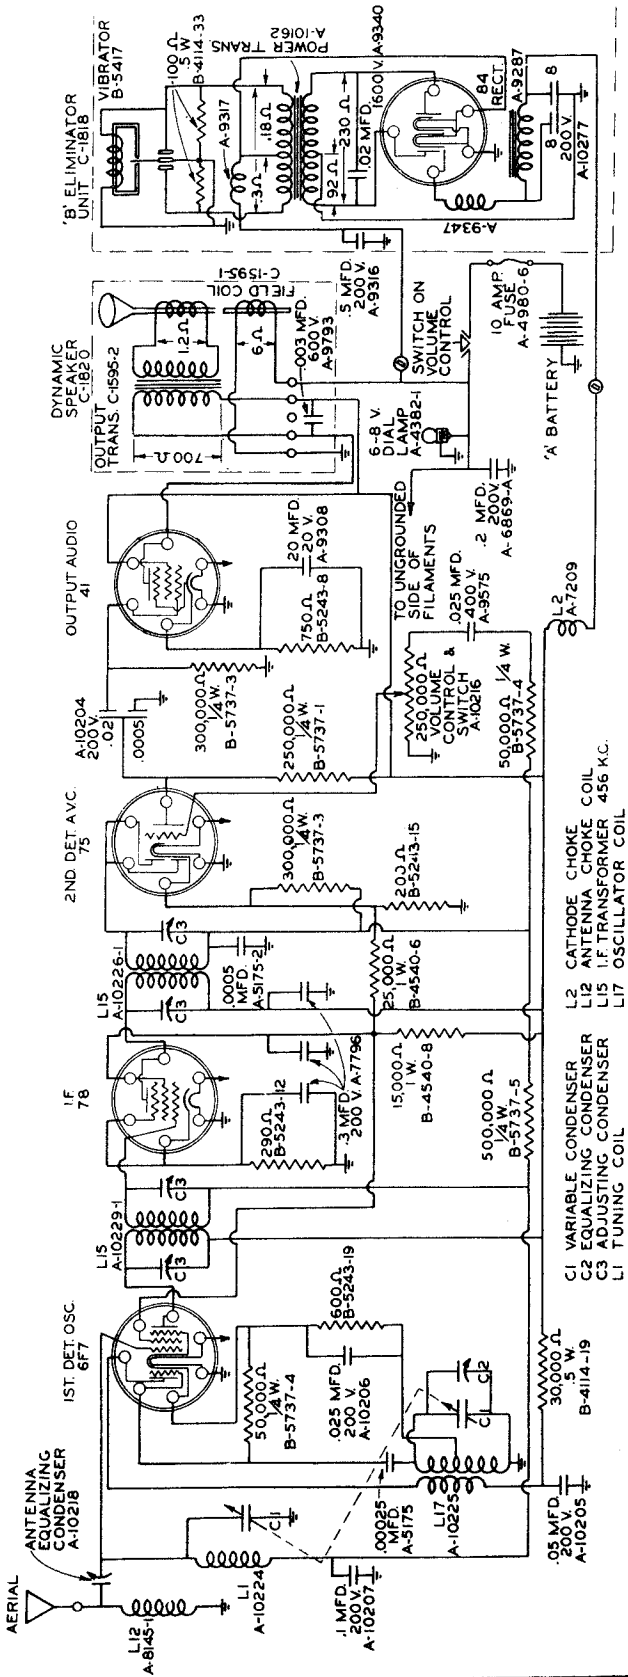 AERIAL
ANTENNA
EQUALIZING
CONDENSER
A-10218
L12
A-8145-1
L1
A-10224
C1
.1 MFD.
200 V.
A-10207
1ST. DET. OSC.
6F7
50,000 Ω
1/4 W.
B-5737-4
.025 MFD.
200 V.
A-10206
600 Ω
B-5243-19
.00025
MFD.
A-5175
L17
A-10225
C1
C2
.05 MFD.
200 V.
A-10205
30,000 Ω
.5 W.
B-4114-19
L15
A-10229-1
C3
C3
I.F.
78
290 Ω
B-5243-12
.3 MFD.
200 V. A-7796
15,000 Ω
1 W.
B-4540-8
500,000 Ω
1/4 W.
B-5737-5
L15
A-10226-1
C3
C3
.0005
MFD.
A-5175-2
25,000 Ω
1 W.
B-4540-6
2ND. DET. A.V.C.
75
300,000 Ω
1/4 W.
B-5737-3
200 Ω
B-5243-15
A-10204
200 V.
.02
.0005
300,000 Ω
1/4 W.
B-5737-3
250,000 Ω
1/4 W.
B-5737-1
250,000 Ω
VOLUME
CONTROL &
SWITCH
A-10216
50,000 Ω 1/4 W.
B-5737-4
.025 MFD.
400 V.
A-9575
OUTPUT AUDIO
41
750 Ω
B-5243-8
20 MFD.
20 V.
A-9308
TO UNGROUNDED
SIDE OF
FILAMENTS
.2 MFD.
200 V.
A-6869-A
L2
A-7209
DYNAMIC
SPEAKER
C-1820
OUTPUT
TRANS. C-1595-2
700 Ω
1.2 Ω
FIELD COIL
C-1595-1
6 Ω
.003 MFD.
600 V.
A-9793
6-8 V.
DIAL
LAMP
A-4382-1
SWITCH ON
VOLUME
CONTROL
10 AMP.
FUSE
A-4980-6
'A' BATTERY
.5 MFD.
200 V.
A-9316
'B' ELIMINATOR
UNIT C-1818
VIBRATOR
B-5417
100 Ω
.5 W.
B-4114-33
A-9317
POWER TRANS.
A-10162
.3 Ω
.18 Ω
92 Ω
230 Ω
.02 MFD.
1600 V. A-9340
84
RECT.
A-9347
A-9287
8
8
200 V.
A-10277
C1 VARIABLE CONDENSER
C2 EQUALIZING CONDENSER
C3 ADJUSTING CONDENSER
L1 TUNING COIL
L2 CATHODE CHOKE
L12 ANTENNA CHOKE COIL
L15 I.F. TRANSFORMER 456 K.C.
L17 OSCILLATOR COIL